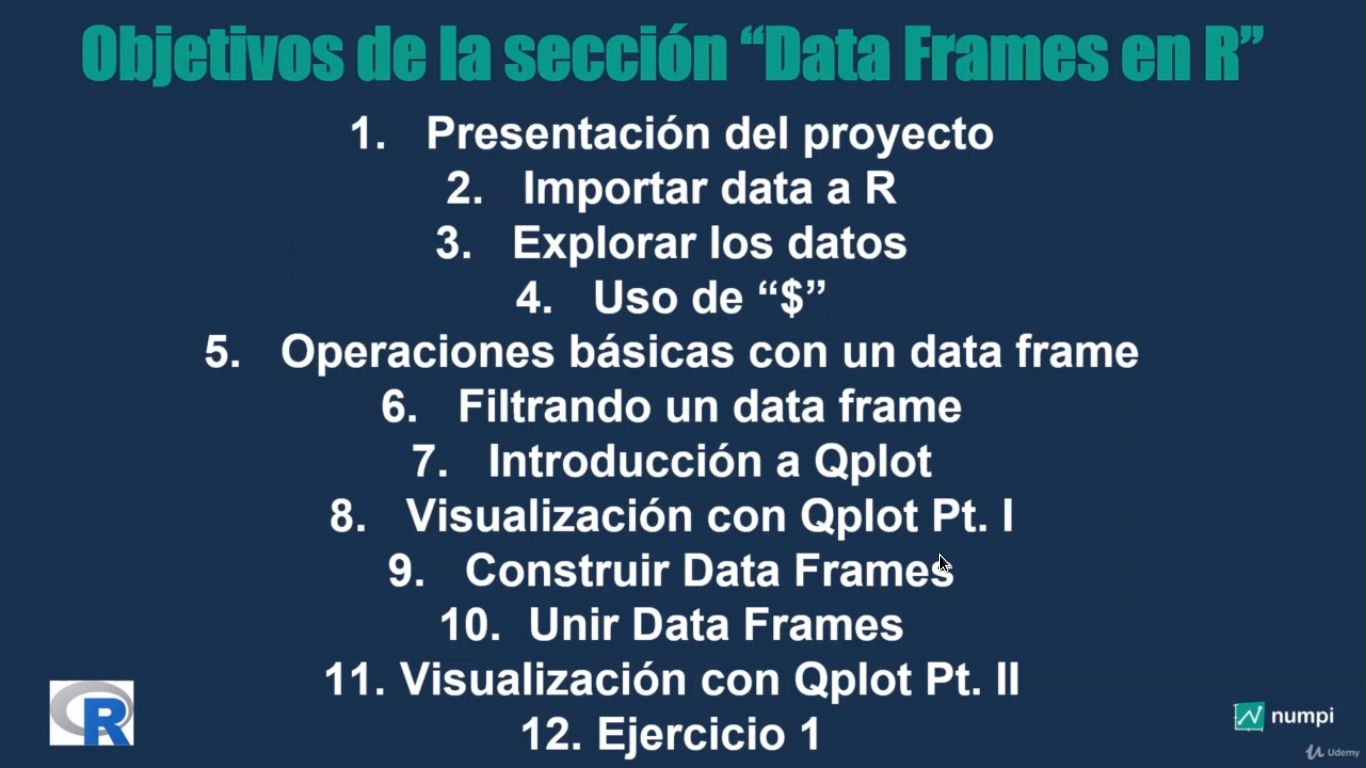 Objetivos de la sección “Data Frames en R”
1. Presentación del proyecto
2. Importar data a R
3. Explorar los datos
4. Uso de “$”
5. Operaciones básicas con un data frame
6. Filtrando un data frame
7. Introducción a Qplot
8. Visualización con Qplot Pt. I
9. Construir Data Frames
10. Unir Data Frames
11. Visualización con Qplot Pt. II
12. Ejercicio 1
R
numpi
Udemy